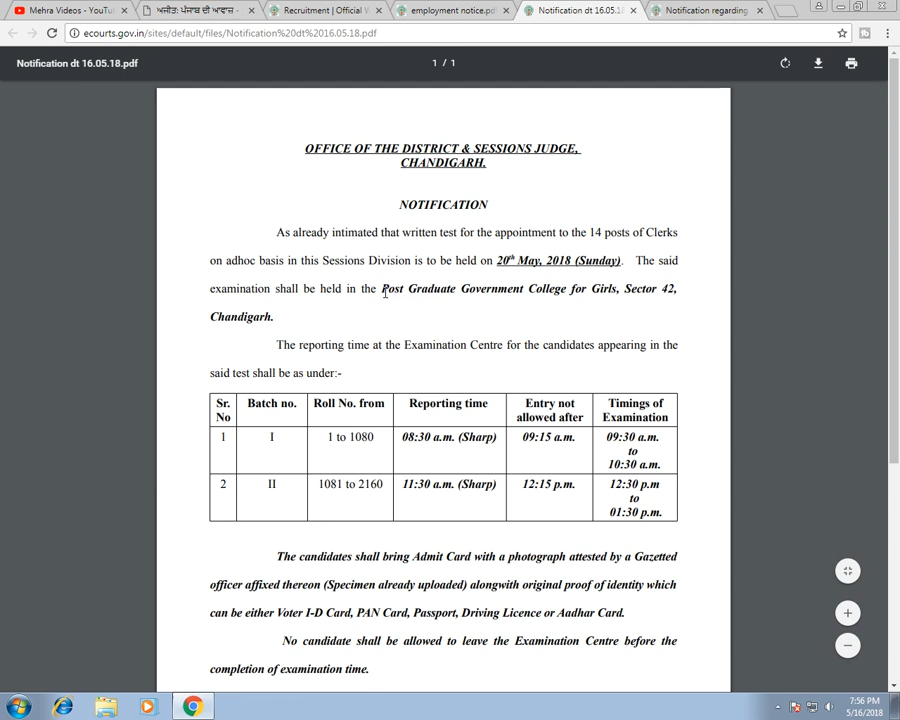 Mehra Videos - YouTu
ਅਜੀਤ: ਪੰਜਾਬ ਦੀ ਆਵਾਜ਼ -
Recruitment | Official W
employment notice.pd
Notification dt 16.05.18
Notification regarding
ecourts.gov.in/sites/default/files/Notification%20dt%2016.05.18.pdf
Notification dt 16.05.18.pdf
1 / 1
OFFICE OF THE DISTRICT & SESSIONS JUDGE,
CHANDIGARH.
NOTIFICATION
As already intimated that written test for the appointment to the 14 posts of Clerks
on adhoc basis in this Sessions Division is to be held on 20th May, 2018 (Sunday). The said
examination shall be held in the Post Graduate Government College for Girls, Sector 42,
Chandigarh.
The reporting time at the Examination Centre for the candidates appearing in the
said test shall be as under:-
Sr. No Batch no. Roll No. from Reporting time Entry not allowed after Timings of Examination
1 I 1 to 1080 08:30 a.m. (Sharp) 09:15 a.m. 09:30 a.m. to 10:30 a.m.
2 II 1081 to 2160 11:30 a.m. (Sharp) 12:15 p.m. 12:30 p.m to 01:30 p.m.
The candidates shall bring Admit Card with a photograph attested by a Gazetted
officer affixed thereon (Specimen already uploaded) alongwith original proof of identity which
can be either Voter I-D Card, PAN Card, Passport, Driving Licence or Aadhar Card.
No candidate shall be allowed to leave the Examination Centre before the
completion of examination time.
7:56 PM
5/16/2018